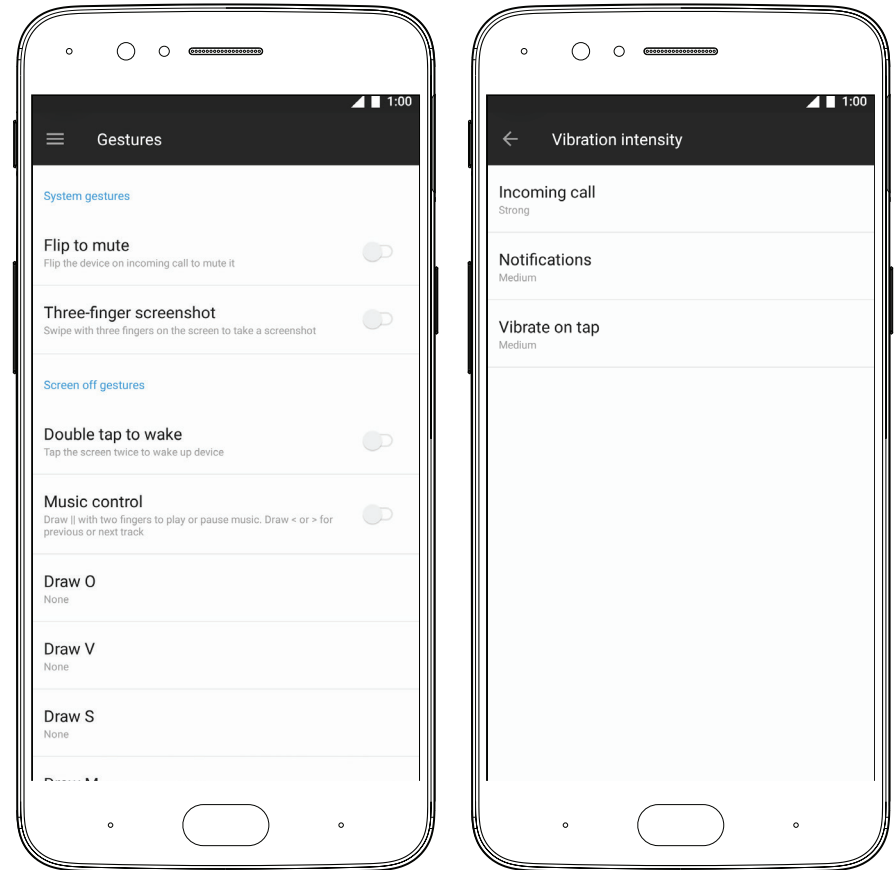 1:00
Gestures
System gestures
Flip to mute
Flip the device on incoming call to mute it
Three-finger screenshot
Swipe with three fingers on the screen to take a screenshot
Screen off gestures
Double tap to wake
Tap the screen twice to wake up device
Music control
Draw || with two fingers to play or pause music. Draw < or > for
previous or next track
Draw O
None
Draw V
None
Draw S
None
1:00
Vibration intensity
Incoming call
Strong
Notifications
Medium
Vibrate on tap
Medium